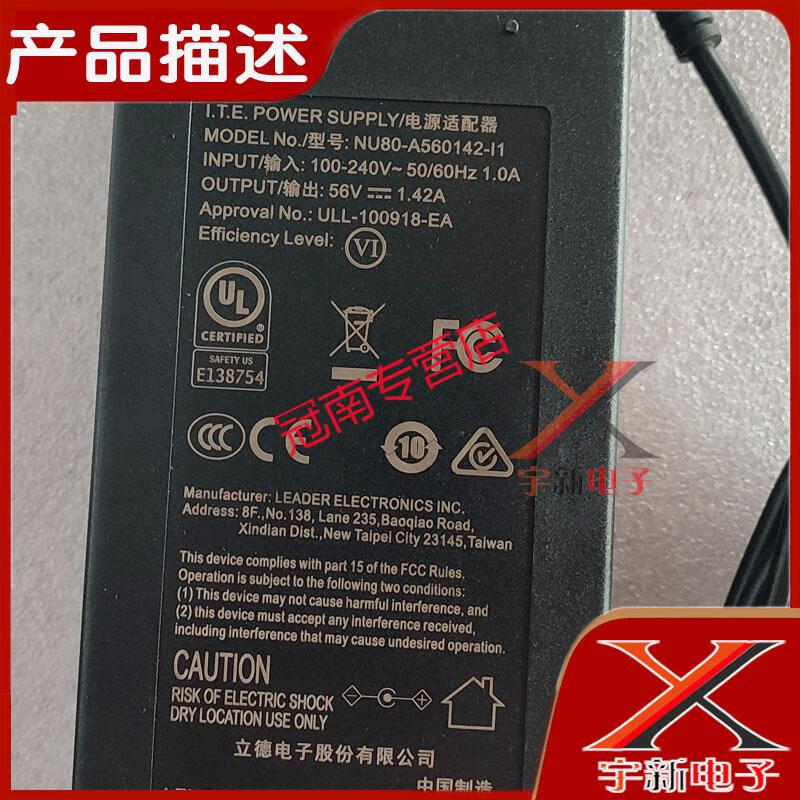 产品描述
I.T.E. POWER SUPPLY/电源适配器
MODEL No./型号: NU80-A560142-I1
INPUT/输入: 100-240V~ 50/60Hz 1.0A
OUTPUT/输出: 56V 1.42A
Approval No.: ULL-100918-EA
Efficiency Level: VI
UL
CERTIFIED
SAFETY US
E138754
FC
冠南专营店
CCC CE 10
宇新电子
Manufacturer: LEADER ELECTRONICS INC.
Address: 8F.,No.138, Lane 235,Baoqiao Road,
Xindian Dist.,New Taipei City 23145,Taiwan
This device complies with part 15 of the FCC Rules.
Operation is subject to the following two conditions:
(1) This device may not cause harmful interference, and
(2) this device must accept any interference received,
including interference that may cause undesired operation.
CAUTION
RISK OF ELECTRIC SHOCK
DRY LOCATION USE ONLY
立德电子股份有限公司
中国制造
宇新电子